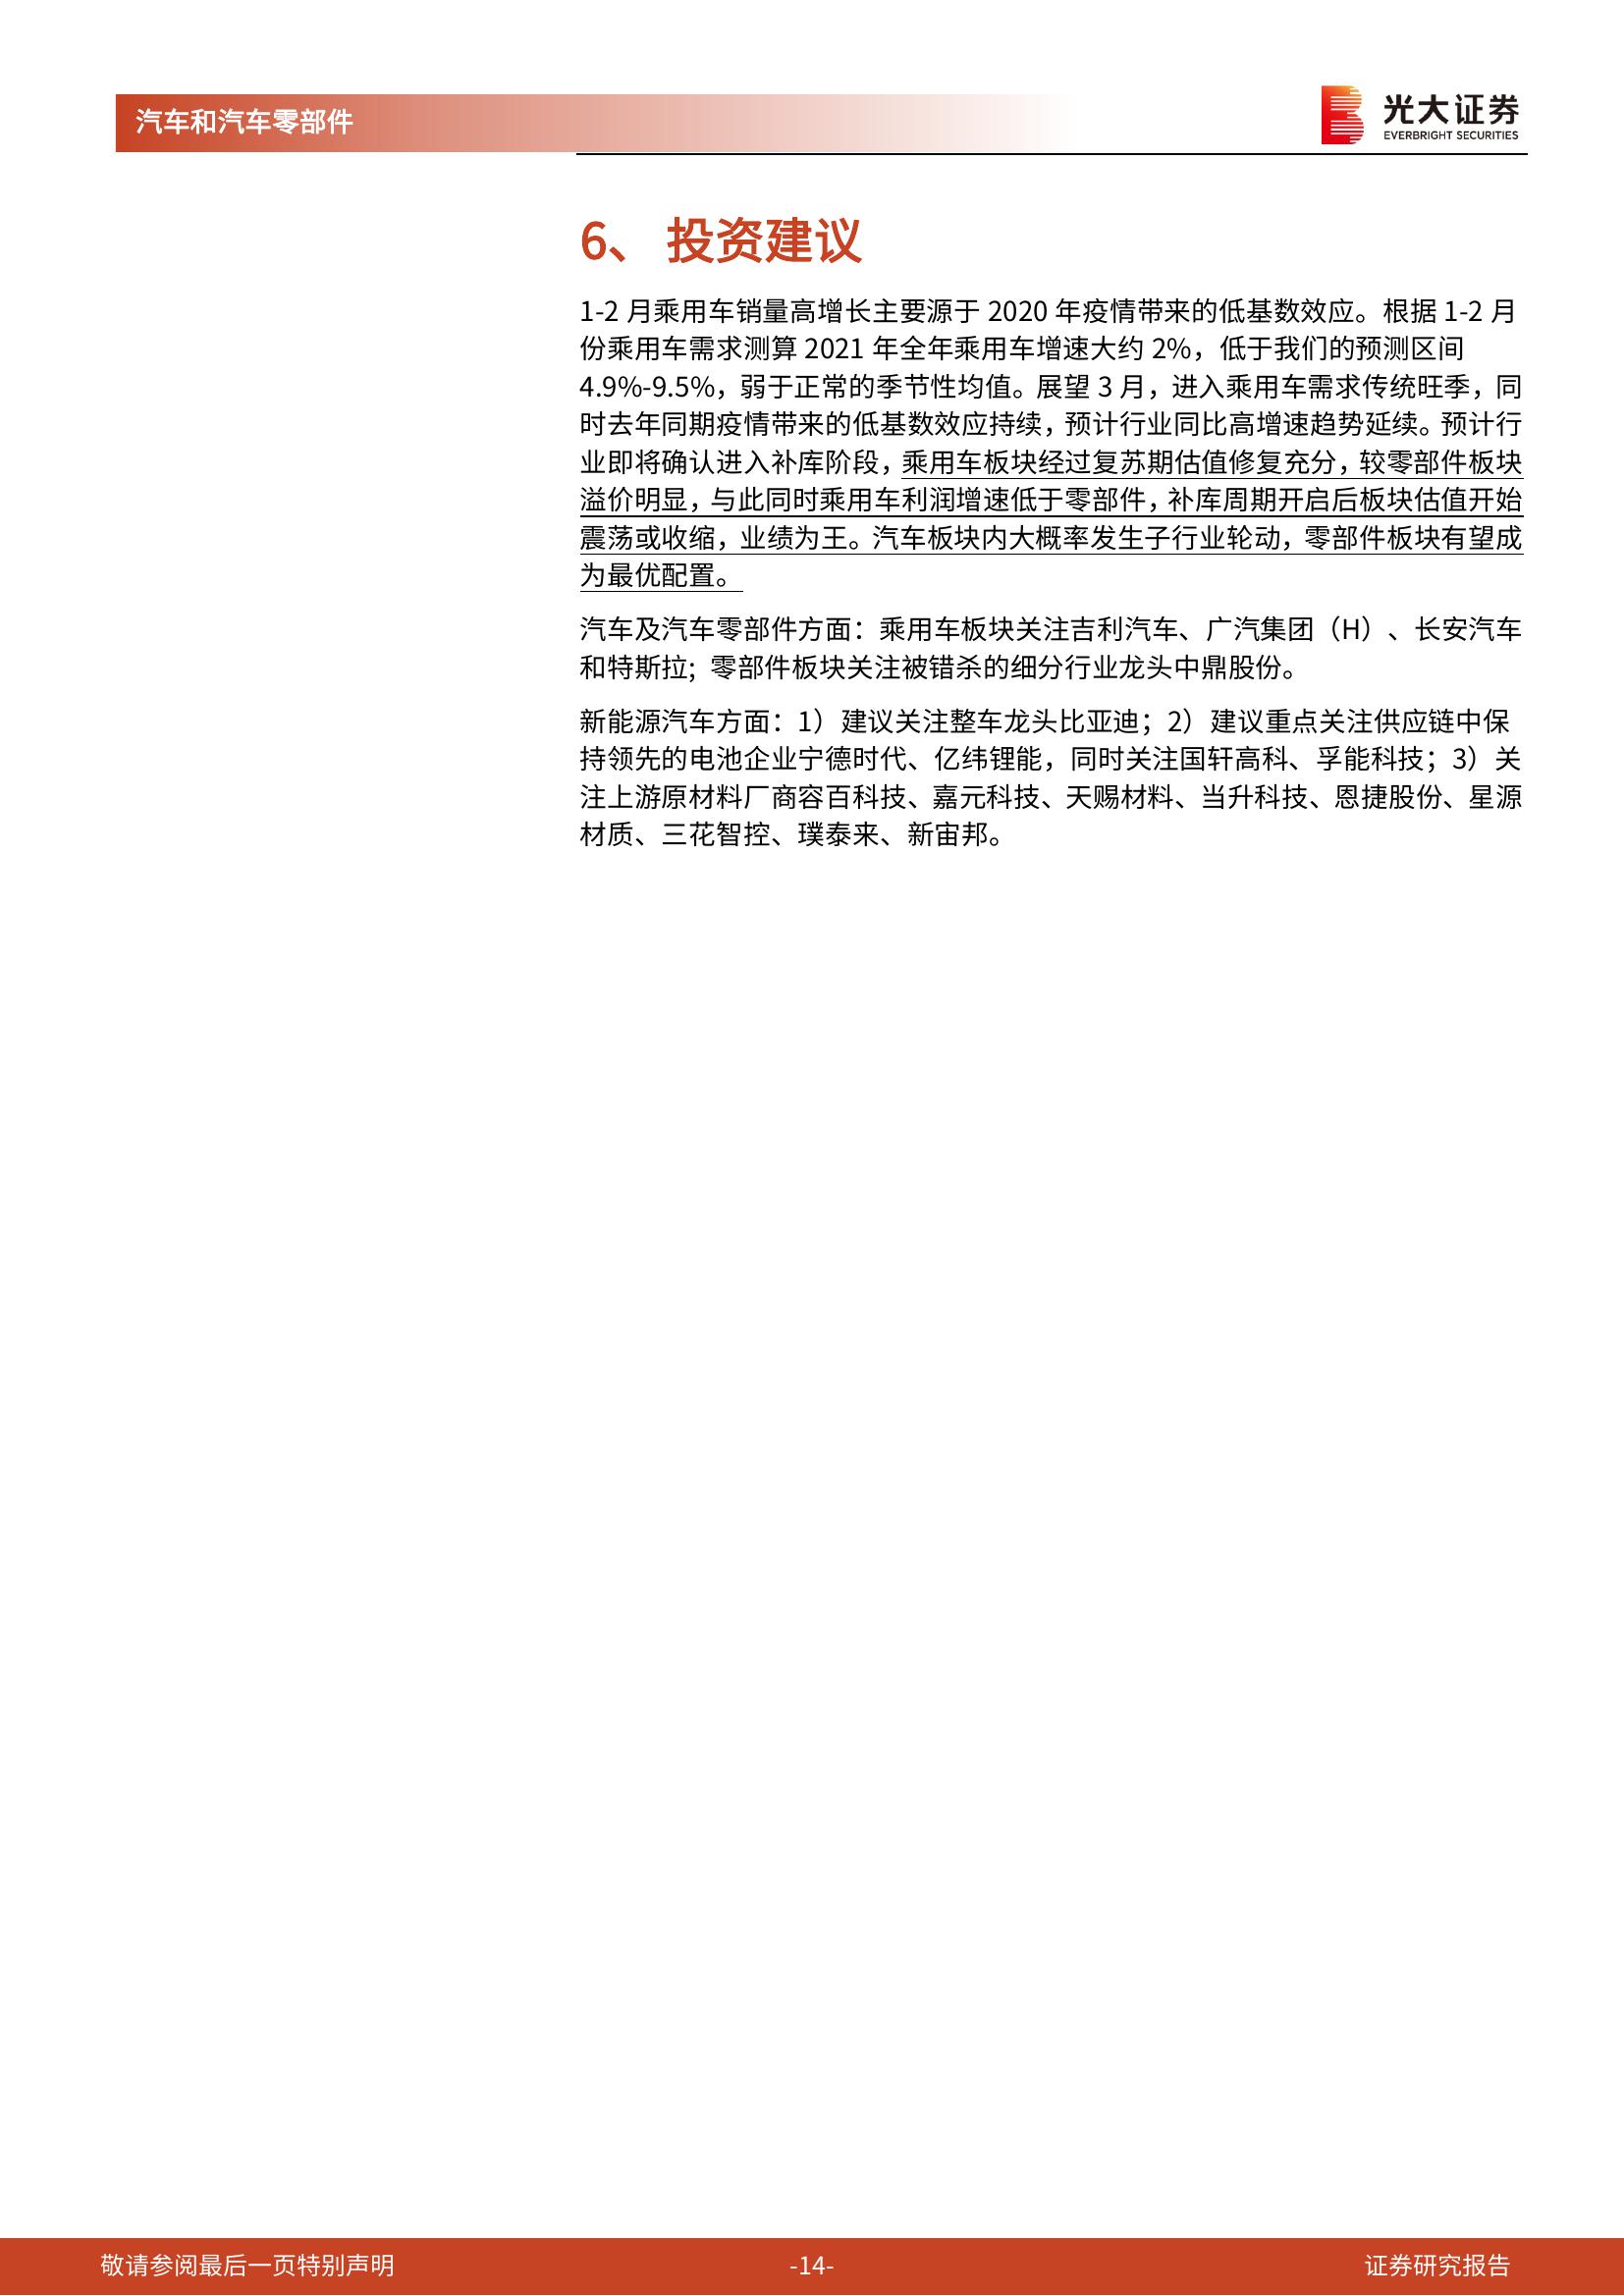 汽车和汽车零部件
光大证券
EVERBRIGHT SECURITIES
6、 投资建议
1-2 月乘用车销量高增长主要源于 2020 年疫情带来的低基数效应。根据 1-2 月
份乘用车需求测算 2021 年全年乘用车增速大约 2%，低于我们的预测区间
4.9%-9.5%，弱于正常的季节性均值。展望 3 月，进入乘用车需求传统旺季，同
时去年同期疫情带来的低基数效应持续，预计行业同比高增速趋势延续。预计行
业即将确认进入补库阶段，乘用车板块经过复苏期估值修复充分，较零部件板块
溢价明显，与此同时乘用车利润增速低于零部件，补库周期开启后板块估值开始
震荡或收缩，业绩为王。汽车板块内大概率发生子行业轮动，零部件板块有望成
为最优配置。
汽车及汽车零部件方面：乘用车板块关注吉利汽车、广汽集团（H）、长安汽车
和特斯拉; 零部件板块关注被错杀的细分行业龙头中鼎股份。
新能源汽车方面：1）建议关注整车龙头比亚迪；2）建议重点关注供应链中保
持领先的电池企业宁德时代、亿纬锂能，同时关注国轩高科、孚能科技；3）关
注上游原材料厂商容百科技、嘉元科技、天赐材料、当升科技、恩捷股份、星源
材质、三花智控、璞泰来、新宙邦。
敬请参阅最后一页特别声明
-14-
证券研究报告